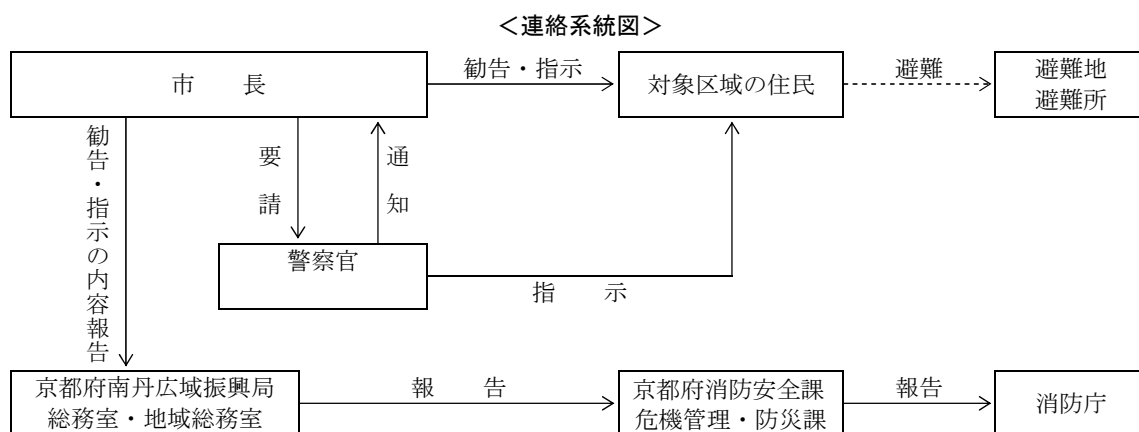 ＜連絡系統図＞
市　　長
勧告・指示
対象区域の住民
避難
避難地
避難所
勧告・指示の内容報告
要請
通知
警察官
指　　示
京都府南丹広域振興局
総務室・地域総務室
報　　告
京都府消防安全課
危機管理・防災課
報告
消防庁